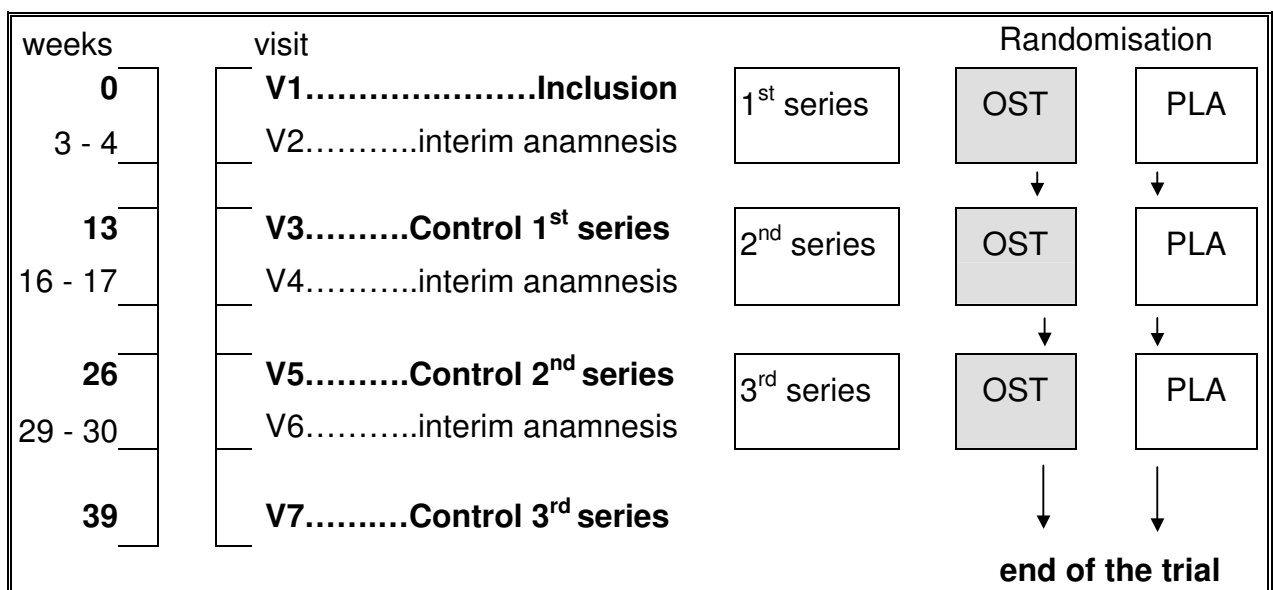 weeks visit Randomisation
0 V1…………..………Inclusion 1st series OST PLA
3 - 4 V2………..interim anamnesis
13 V3……….Control 1st series 2nd series OST PLA
16 - 17 V4………..interim anamnesis
26 V5……….Control 2nd series 3rd series OST PLA
29 - 30 V6………..interim anamnesis
39 V7……..…Control 3rd series
end of the trial